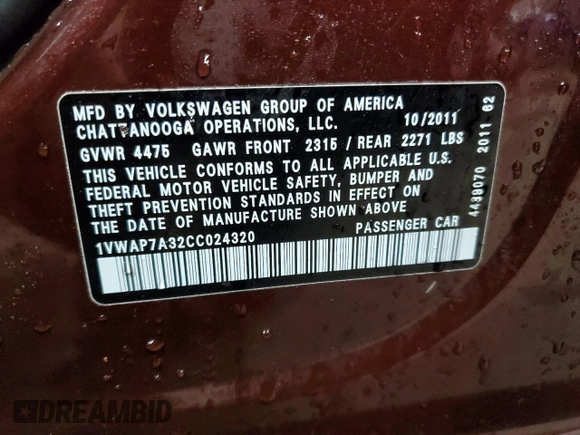 MFD BY VOLKSWAGEN GROUP OF AMERICA
CHATTANOOGA OPERATIONS, LLC. 10/2011
GVWR 4475 GAWR FRONT 2315 / REAR 2271 LBS
THIS VEHICLE CONFORMS TO ALL APPLICABLE U.S.
FEDERAL MOTOR VEHICLE SAFETY, BUMPER AND
THEFT PREVENTION STANDARDS IN EFFECT ON
THE DATE OF MANUFACTURE SHOWN ABOVE
1VWAP7A32CC024320 PASSENGER CAR
4439070 2011 62
DREAMBID